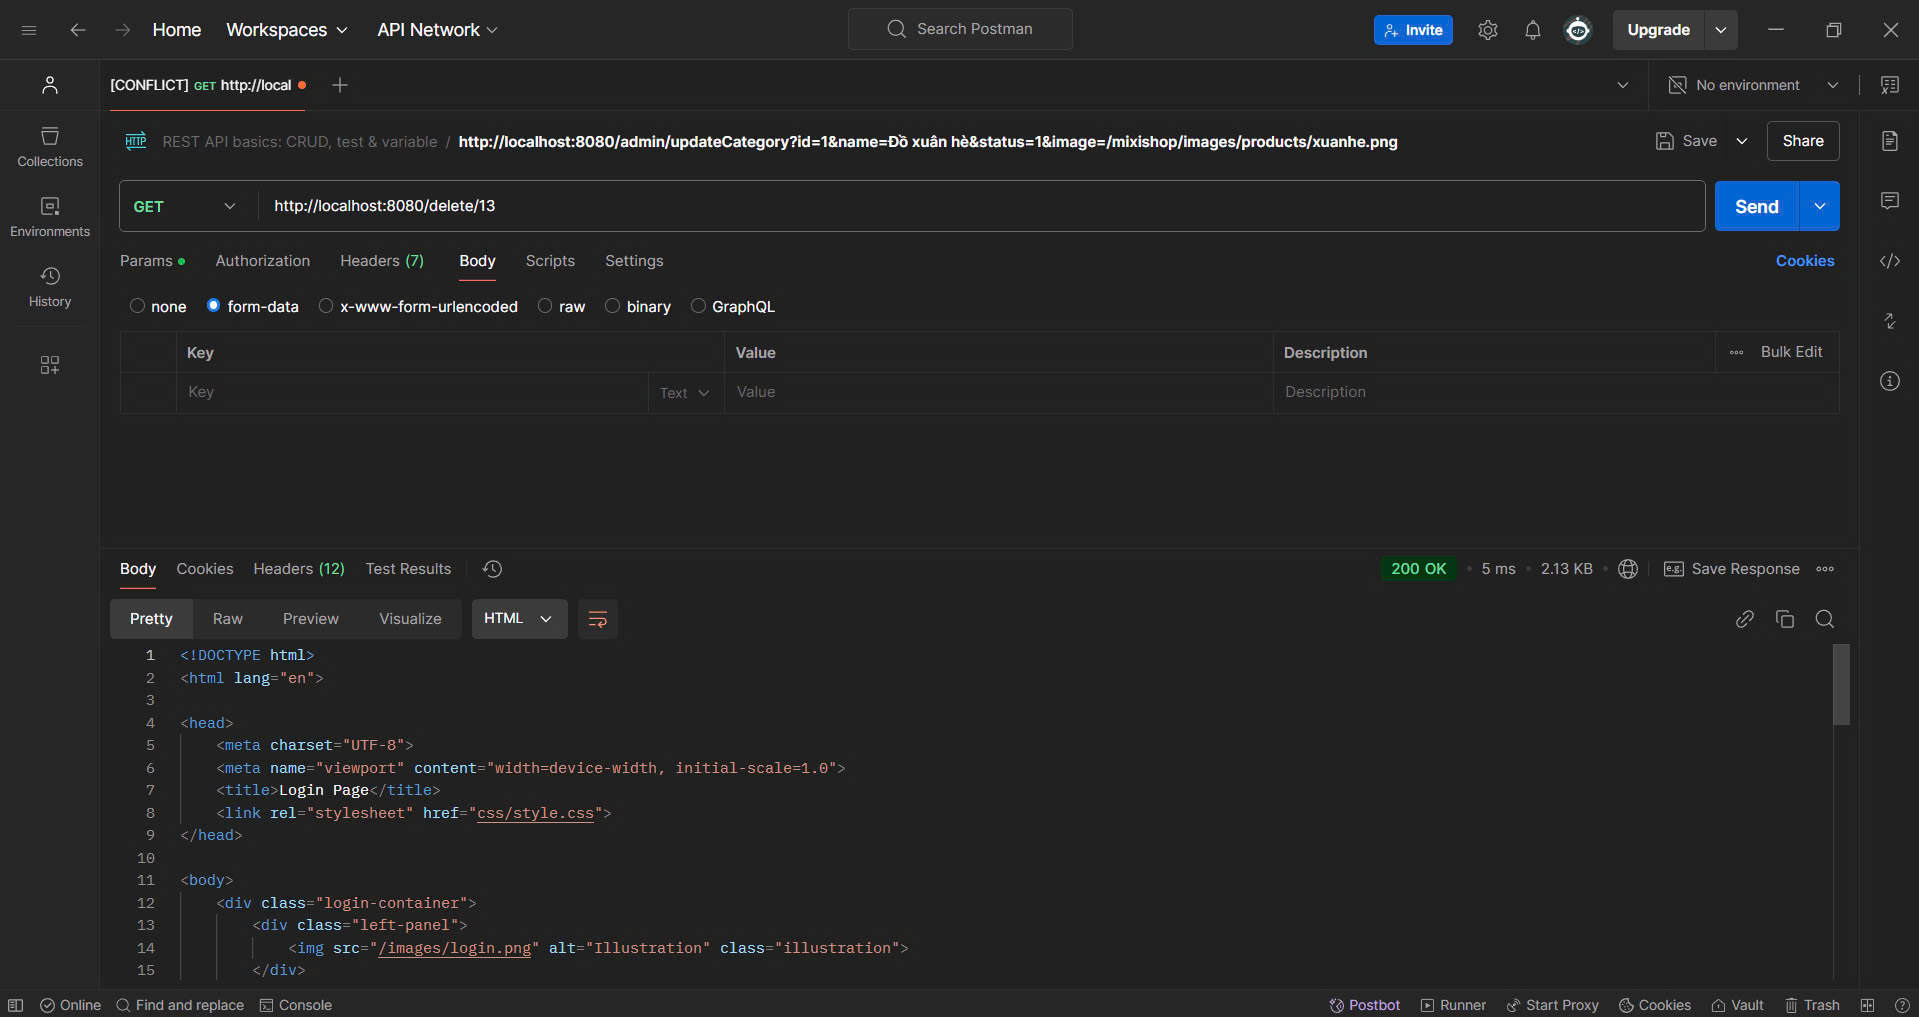 Home Workspaces API Network Search Postman Invite Upgrade
[CONFLICT] GET http://local No environment
HTTP REST API basics: CRUD, test & variable / http://localhost:8080/admin/updateCategory?id=1&name=Đồ xuân hè&status=1&image=/mixishop/images/products/xuanhe.png Save Share
Collections
Environments
History
GET http://localhost:8080/delete/13 Send
Params Authorization Headers (7) Body Scripts Settings Cookies
none form-data x-www-form-urlencoded raw binary GraphQL
Key Value Description Bulk Edit
Key Text Value Description
Body Cookies Headers (12) Test Results 200 OK 5 ms 2.13 KB e.g. Save Response
Pretty Raw Preview Visualize HTML
1 <!DOCTYPE html>
2 <html lang="en">
3
4 <head>
5 <meta charset="UTF-8">
6 <meta name="viewport" content="width=device-width, initial-scale=1.0">
7 <title>Login Page</title>
8 <link rel="stylesheet" href="css/style.css">
9 </head>
10
11 <body>
12 <div class="login-container">
13 <div class="left-panel">
14 <img src="/images/login.png" alt="Illustration" class="illustration">
15 </div>
Online Find and replace Console Postbot Runner Start Proxy Cookies Vault Trash